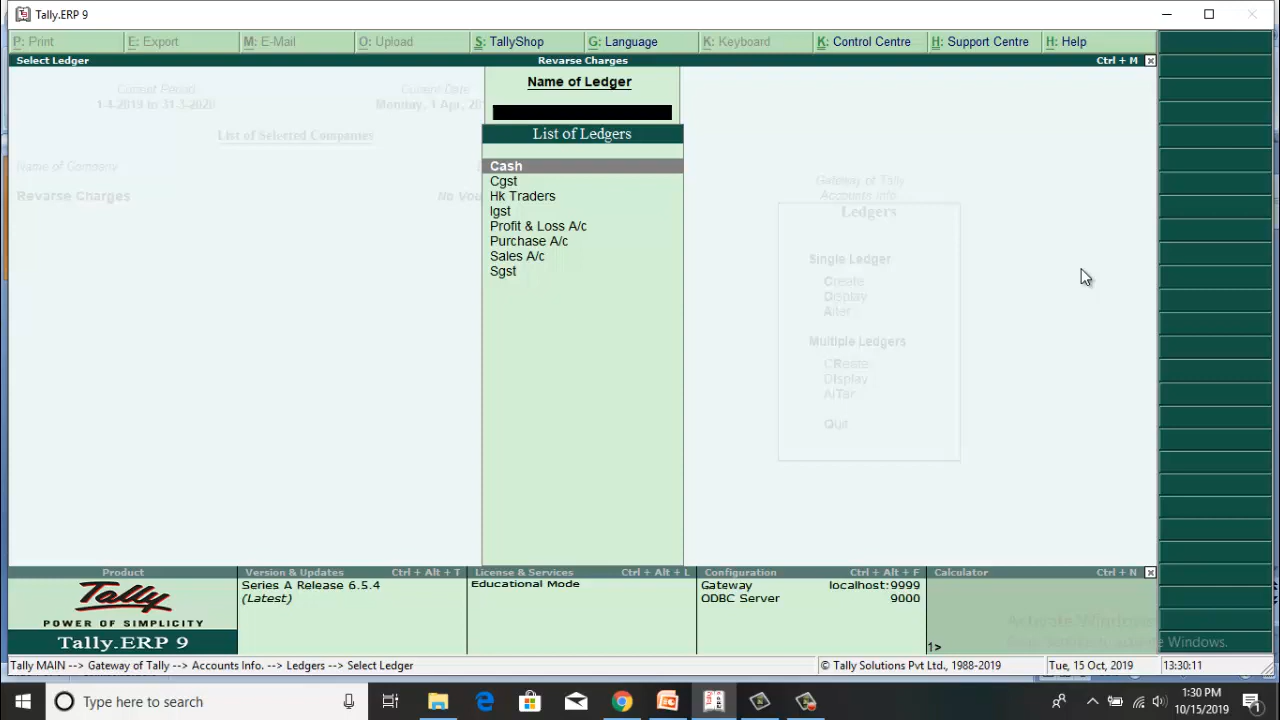 Tally.ERP 9
P: Print
E: Export
M: E-Mail
O: Upload
S: TallyShop
G: Language
K: Keyboard
K: Control Centre
H: Support Centre
H: Help
Select Ledger
Revarse Charges
Ctrl + M
Name of Ledger
List of Ledgers
Cash
Cgst
Hk Traders
Igst
Profit & Loss A/c
Purchase A/c
Sales A/c
Sgst
Current Period
1-4-2019 to 31-3-2020
Current Date
Monday, 1 Apr, 20
List of Selected Companies
Name of Company
Revarse Charges
No Vou
Gateway of Tally
Accounts Info.
Ledgers
Single Ledger
Create
Display
Alter
Multiple Ledgers
CReate
DIsplay
AlTer
Quit
Product
Tally
POWER OF SIMPLICITY
Tally.ERP 9
Version & Updates Ctrl + Alt + T
Series A Release 6.5.4
(Latest)
License & Services Ctrl + Alt + L
Educational Mode
Configuration Ctrl + Alt + F
Gateway localhost:9999
ODBC Server 9000
Calculator Ctrl + N
1>
Activate Windows
Windows.
Tally MAIN --> Gateway of Tally --> Accounts Info. --> Ledgers --> Select Ledger
© Tally Solutions Pvt Ltd., 1988-2019
Tue, 15 Oct, 2019
13:30:11
Type here to search
1:30 PM
10/15/2019